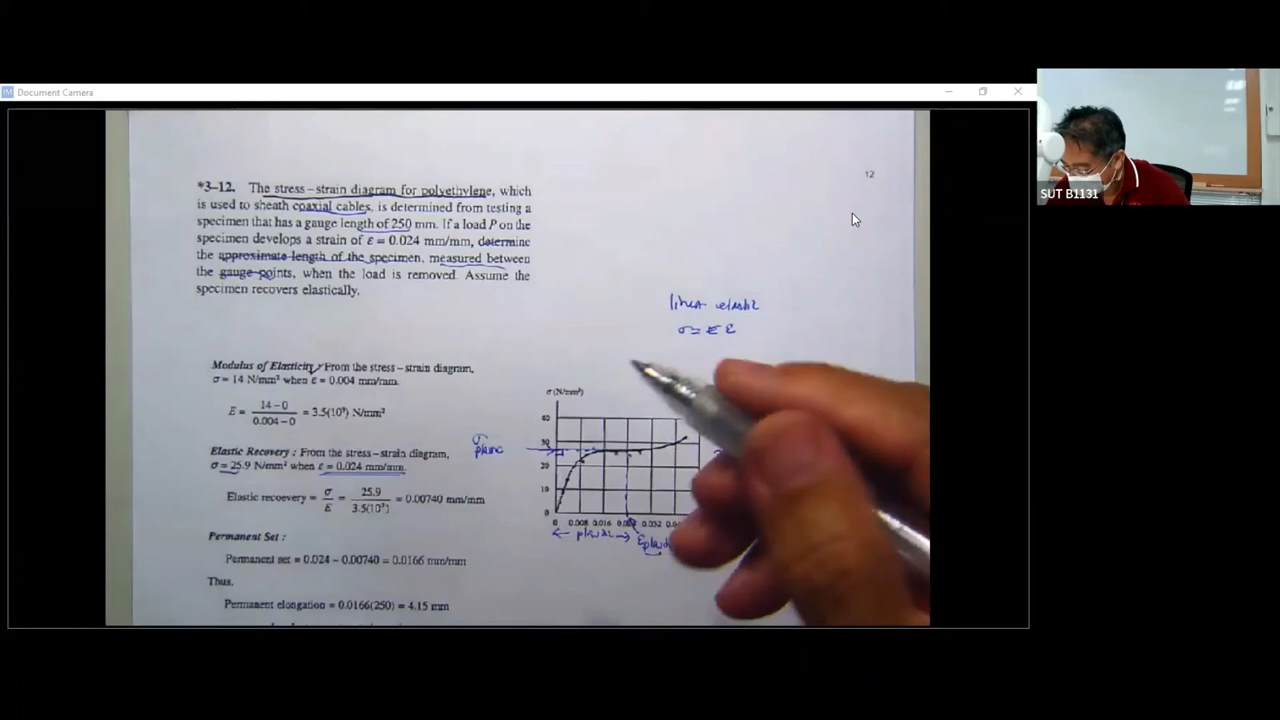 Document Camera
12
*3–12. The stress–strain diagram for polyethylene, which
is used to sheath coaxial cables, is determined from testing a
specimen that has a gauge length of 250 mm. If a load P on the
specimen develops a strain of ε = 0.024 mm/mm, determine
the approximate length of the specimen, measured between
the gauge points, when the load is removed. Assume the
specimen recovers elastically.
SUT B1131
linear elastic
σ = E ε
Modulus of Elasticity : From the stress–strain diagram,
σ = 14 N/mm² when ε = 0.004 mm/mm.
E = 14 – 0 / 0.004 – 0 = 3.5(10³) N/mm²
Elastic Recovery : From the stress–strain diagram,
σ = 25.9 N/mm² when ε = 0.024 mm/mm.
Elastic recoevery = σ / E = 25.9 / 3.5(10³) = 0.00740 mm/mm
Permanent Set :
Permanent set = 0.024 – 0.00740 = 0.0166 mm/mm
Thus,
Permanent elongation = 0.0166(250) = 4.15 mm
σ (N/mm²)
40
30
20
10
0
0 0.008 0.016 0.032
σ
ε